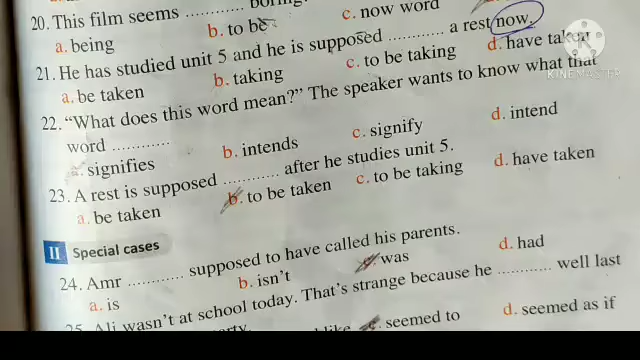 20. This film seems ............ boring.
a. being b. to be c. now word
21. He has studied unit 5 and he is supposed ............ a rest now.
a. be taken b. taking c. to be taking d. have taken
22. "What does this word mean?" The speaker wants to know what that
word ............
a. signifies b. intends c. signify d. intend
23. A rest is supposed ............ after he studies unit 5.
a. be taken b. to be taken c. to be taking d. have taken
II Special cases
24. Amr ............ supposed to have called his parents.
a. is b. isn't c. was d. had
25. Ali wasn't at school today. That's strange because he ............ well last
c. seemed to d. seemed as if
KINEMASTER